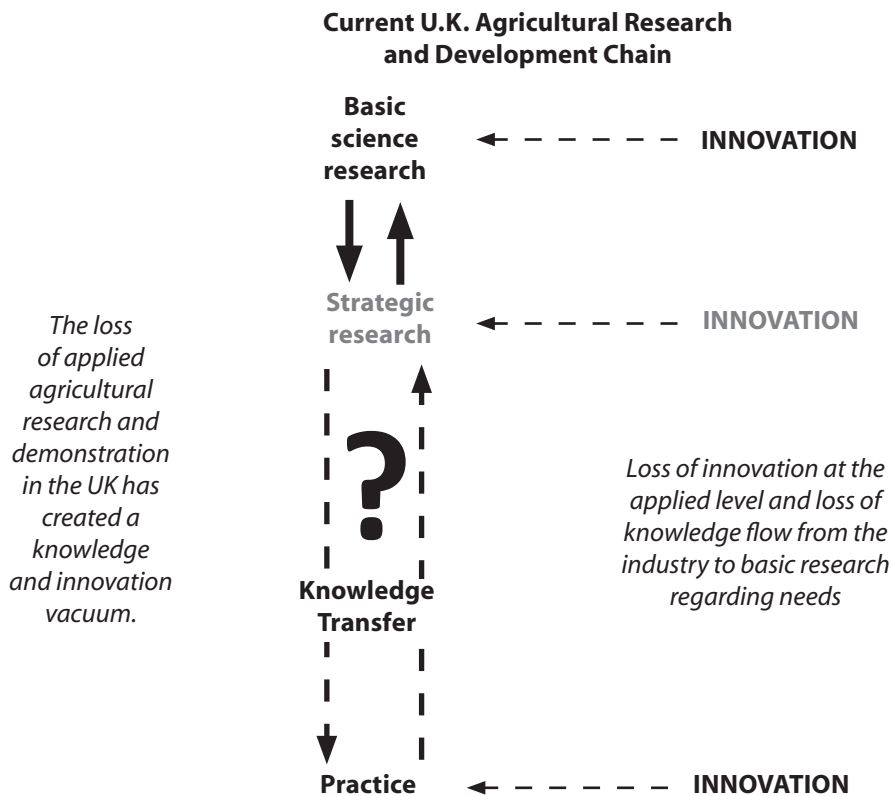 Current U.K. Agricultural Research
and Development Chain
Basic
science
research
INNOVATION
Strategic
research
INNOVATION
The loss
of applied
agricultural
research and
demonstration
in the UK has
created a
knowledge
and innovation
vacuum.
?
Loss of innovation at the
applied level and loss of
knowledge flow from the
industry to basic research
regarding needs
Knowledge
Transfer
Practice
INNOVATION